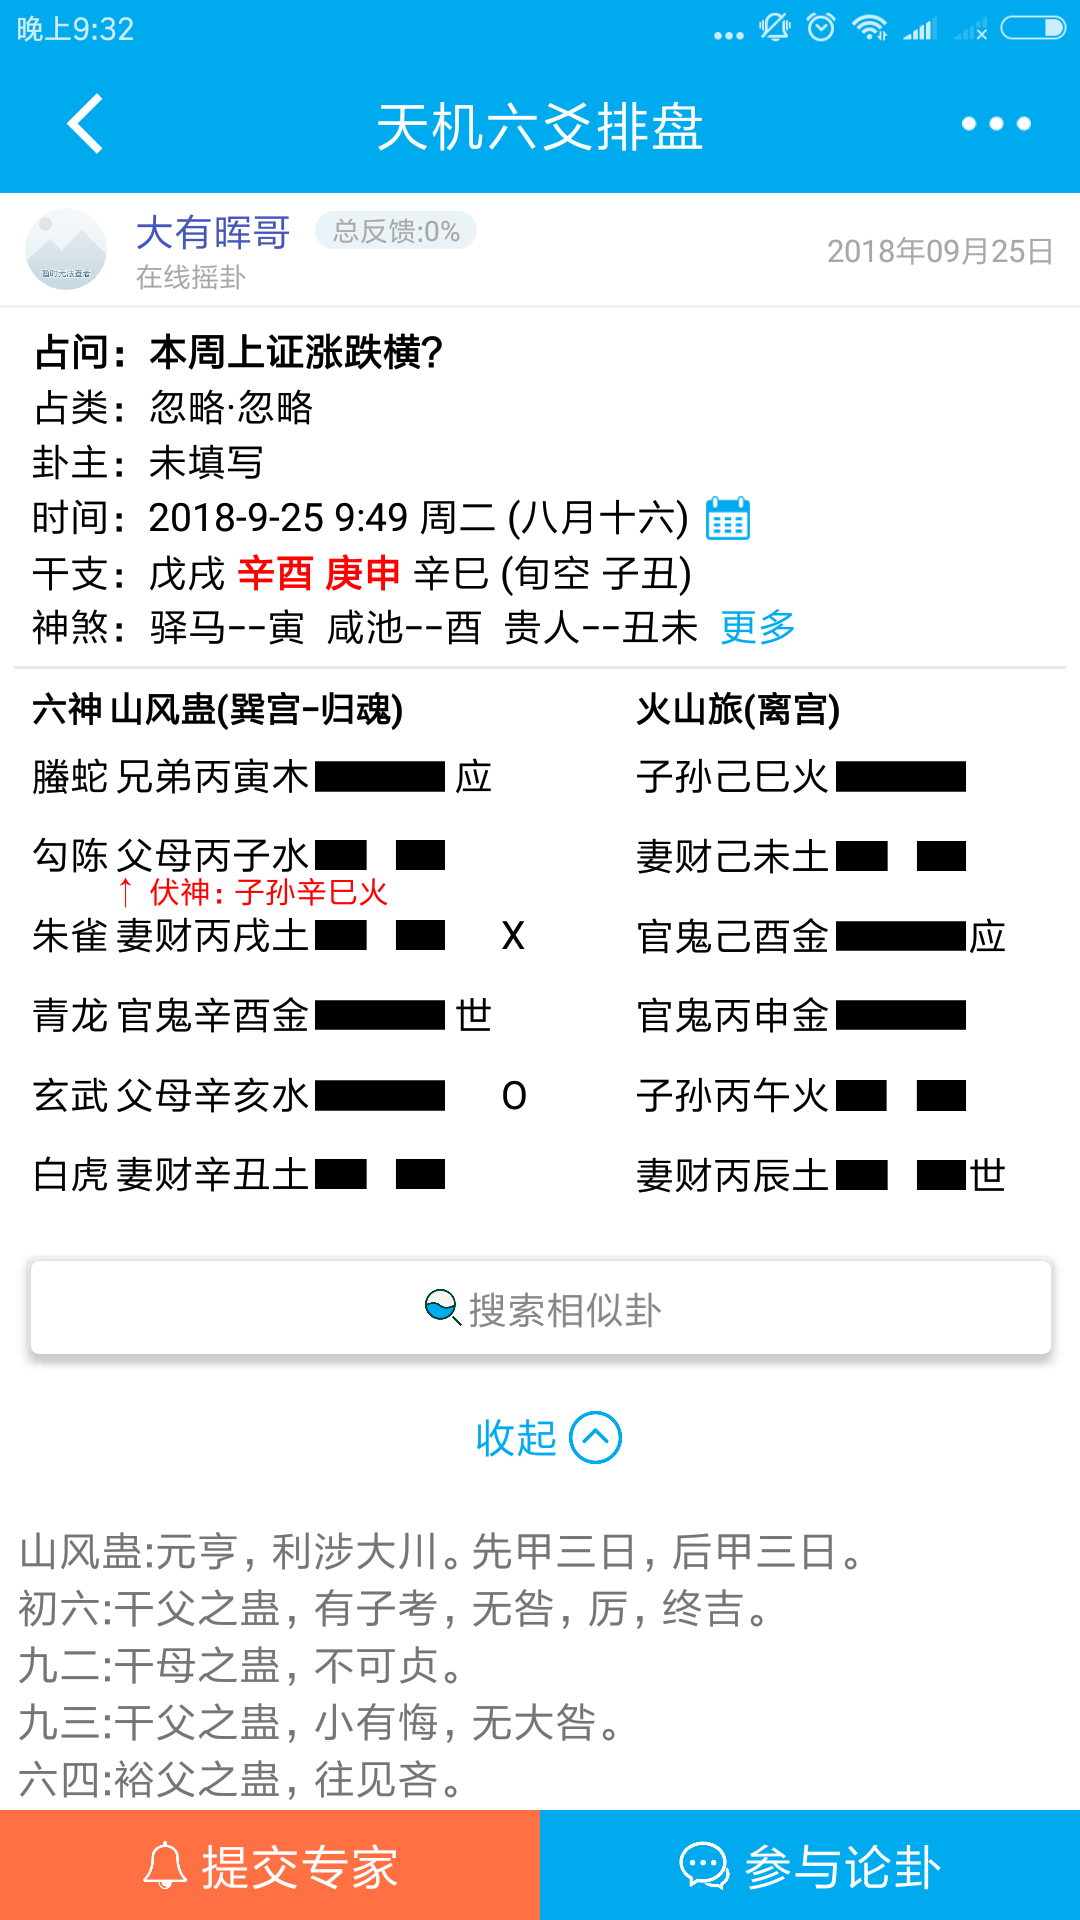 晚上9:32
天机六爻排盘
大有晖哥 总反馈:0%
在线摇卦
2018年09月25日
暂时无法查看
占问：本周上证涨跌横?
占类：忽略·忽略
卦主：未填写
时间：2018-9-25 9:49 周二 (八月十六)
干支：戊戌 辛酉 庚申 辛巳 (旬空 子丑)
神煞：驿马--寅 咸池--酉 贵人--丑未 更多
六神 山风蛊(巽宫-归魂) 火山旅(离宫)
螣蛇 兄弟丙寅木 应 子孙己巳火
勾陈 父母丙子水 妻财己未土
↑ 伏神：子孙辛巳火
朱雀 妻财丙戌土 X 官鬼己酉金 应
青龙 官鬼辛酉金 世 官鬼丙申金
玄武 父母辛亥水 O 子孙丙午火
白虎 妻财辛丑土 妻财丙辰土 世
搜索相似卦
收起
山风蛊:元亨，利涉大川。先甲三日，后甲三日。
初六:干父之蛊，有子考，无咎，厉，终吉。
九二:干母之蛊，不可贞。
九三:干父之蛊，小有悔，无大咎。
六四:裕父之蛊，往见吝。
提交专家 参与论卦